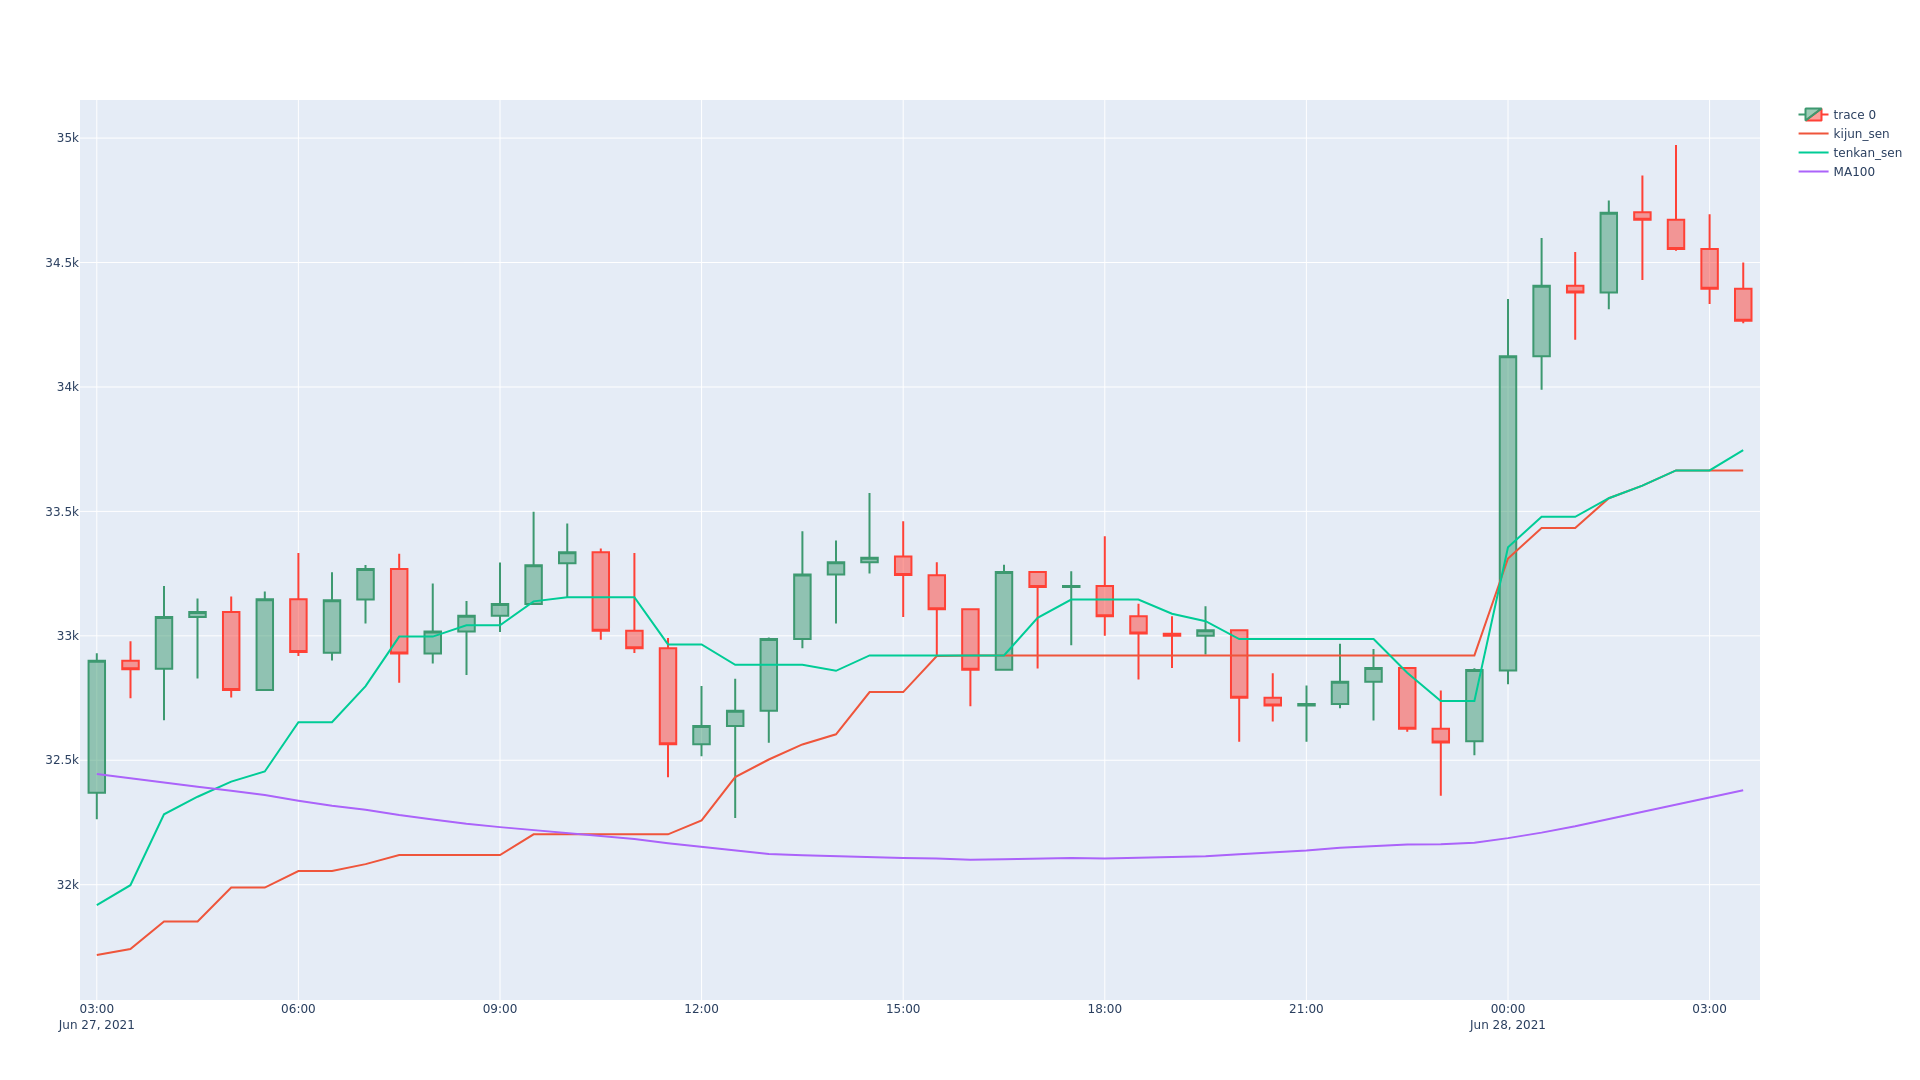 trace 0
kijun_sen
tenkan_sen
MA100
35k
34.5k
34k
33.5k
33k
32.5k
32k
03:00 06:00 09:00 12:00 15:00 18:00 21:00 00:00 03:00
Jun 27, 2021 Jun 28, 2021